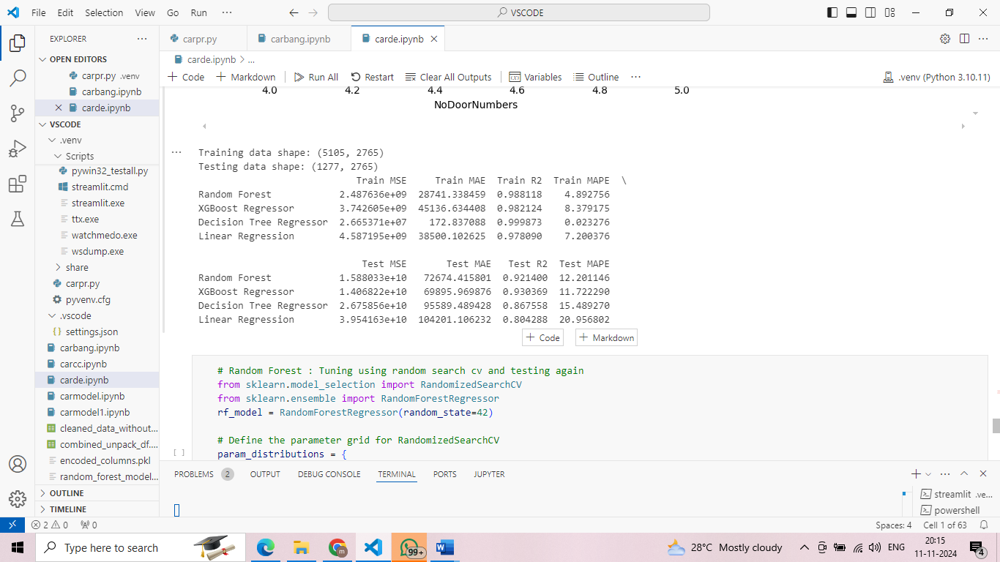 File Edit Selection View Go Run ··· VSCODE
EXPLORER ···
OPEN EDITORS
carpr.py .venv
carbang.ipynb
carde.ipynb
VSCODE
.venv
Scripts
pywin32_testall.py
streamlit.cmd
streamlit.exe
ttx.exe
watchmedo.exe
wsdump.exe
share
carpr.py
pyvenv.cfg
.vscode
settings.json
carbang.ipynb
carcc.ipynb
carde.ipynb
carmodel.ipynb
carmodel1.ipynb
cleaned_data_without...
combined_unpack_df....
encoded_columns.pkl
random_forest_model...
OUTLINE
TIMELINE
carpr.py carbang.ipynb carde.ipynb
carde.ipynb > ...
+ Code + Markdown Run All Restart Clear All Outputs Variables Outline ··· .venv (Python 3.10.11)
4.0 4.2 4.4 4.6 4.8 5.0
NoDoorNumbers
Training data shape: (5105, 2765)
Testing data shape: (1277, 2765)
Train MSE Train MAE Train R2 Train MAPE \
Random Forest 2.487636e+09 28741.338459 0.988118 4.892756
XGBoost Regressor 3.742605e+09 45136.634408 0.982124 8.379175
Decision Tree Regressor 2.665371e+07 172.837088 0.999873 0.023276
Linear Regression 4.587195e+09 38500.102625 0.978090 7.200376
Test MSE Test MAE Test R2 Test MAPE
Random Forest 1.588033e+10 72674.415801 0.921400 12.201146
XGBoost Regressor 1.406822e+10 69895.969876 0.930369 11.722290
Decision Tree Regressor 2.675856e+10 95589.489428 0.867558 15.489270
Linear Regression 3.954163e+10 104201.106232 0.804288 20.956802
+ Code + Markdown
# Random Forest : Tuning using random search cv and testing again
from sklearn.model_selection import RandomizedSearchCV
from sklearn.ensemble import RandomForestRegressor
rf_model = RandomForestRegressor(random_state=42)
# Define the parameter grid for RandomizedSearchCV
[ ] param_distributions = {
PROBLEMS 2 OUTPUT DEBUG CONSOLE TERMINAL PORTS JUPYTER
streamlit .ve...
powershell
2 0 0 Spaces: 4 Cell 1 of 63
Type here to search 99+ 28°C Mostly cloudy ENG 20:15
11-11-2024 4